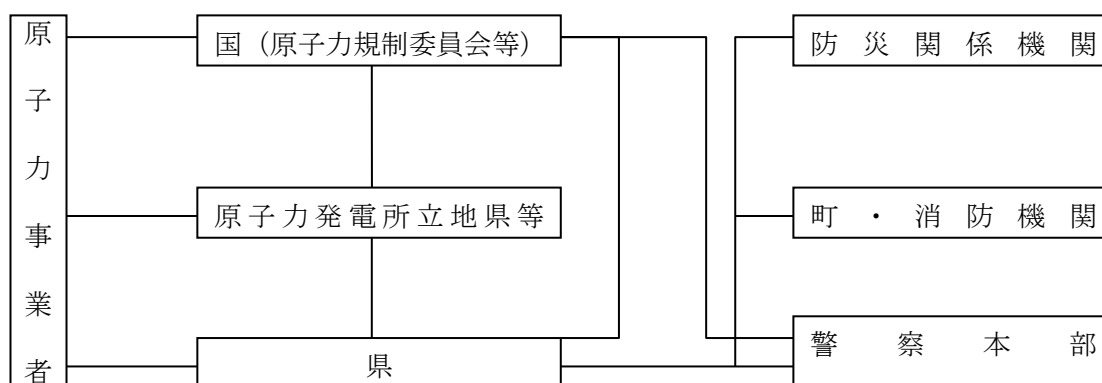 原子力事業者
国（原子力規制委員会等）
防災関係機関
原子力発電所立地県等
町・消防機関
県
警察本部